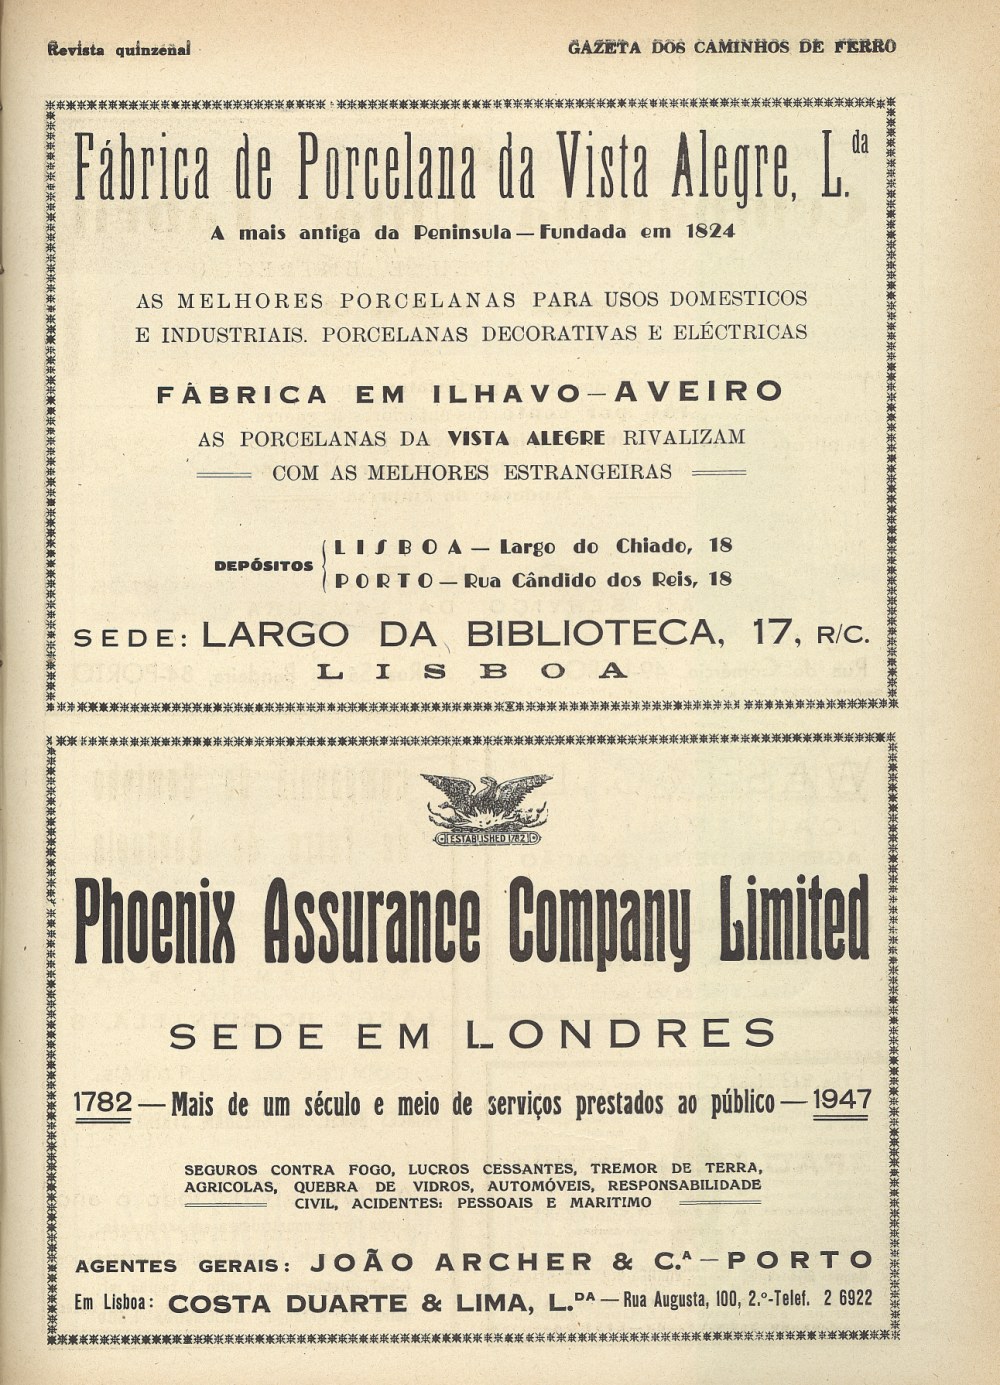 Revista quinzenal
GAZETA DOS CAMINHOS DE FERRO
Fábrica de Porcelana da Vista Alegre, L.da
A mais antiga da Peninsula — Fundada em 1824
AS MELHORES PORCELANAS PARA USOS DOMESTICOS
E INDUSTRIAIS. PORCELANAS DECORATIVAS E ELÉCTRICAS
FÁBRICA EM ILHAVO — AVEIRO
AS PORCELANAS DA VISTA ALEGRE RIVALIZAM
COM AS MELHORES ESTRANGEIRAS
DEPÓSITOS
LISBOA — Largo do Chiado, 18
PORTO — Rua Cândido dos Reis, 18
SEDE: LARGO DA BIBLIOTECA, 17, R/C.
LISBOA
ESTABLISHED 1782
Phoenix Assurance Company Limited
SEDE EM LONDRES
1782 — Mais de um século e meio de serviços prestados ao público — 1947
SEGUROS CONTRA FOGO, LUCROS CESSANTES, TREMOR DE TERRA,
AGRICOLAS, QUEBRA DE VIDROS, AUTOMÓVEIS, RESPONSABILIDADE
CIVIL, ACIDENTES: PESSOAIS E MARITIMO
AGENTES GERAIS: JOÃO ARCHER & C.ª — PORTO
Em Lisboa: COSTA DUARTE & LIMA, L.DA — Rua Augusta, 100, 2.º-Telef. 2 6922